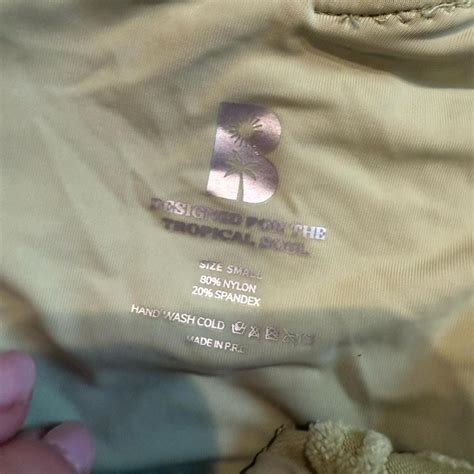 B
DESIGNED FOR THE
TROPICAL SOUL
SIZE SMALL
80% NYLON
20% SPANDEX
HAND WASH COLD
MADE IN P.R.C